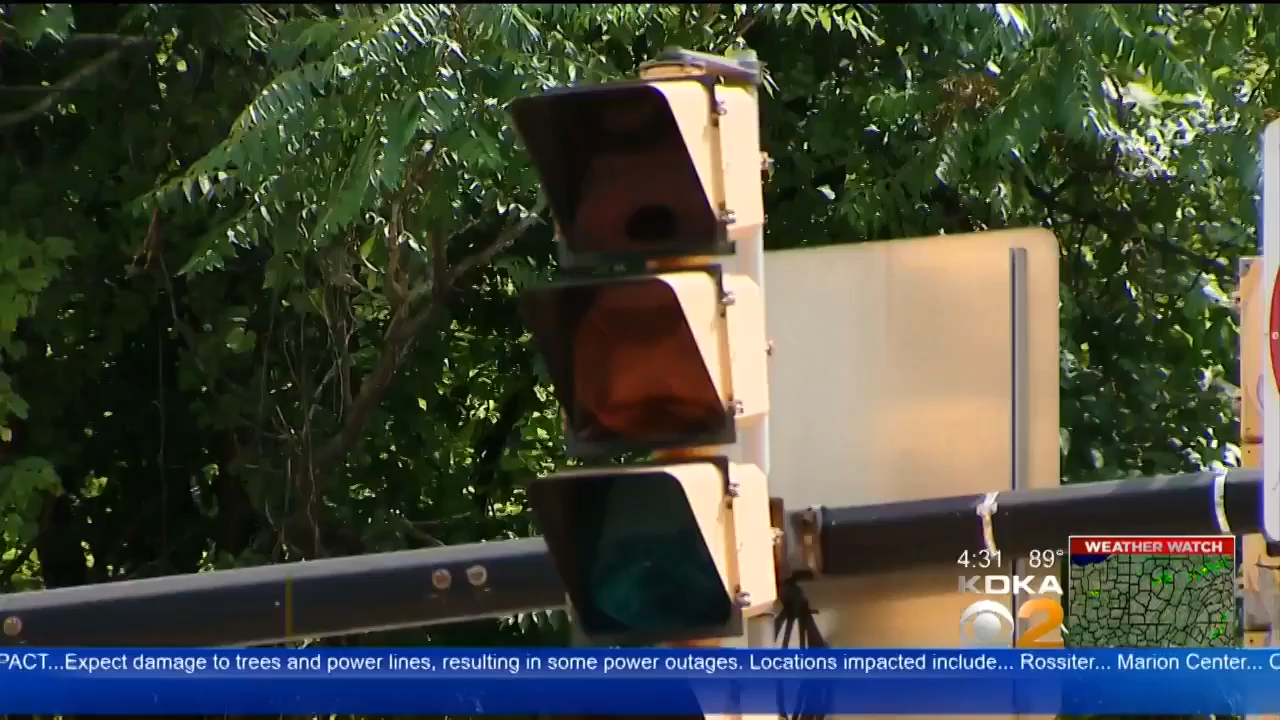 4:31 89°
WEATHER WATCH
KDKA
2
PACT...Expect damage to trees and power lines, resulting in some power outages. Locations impacted include... Rossiter... Marion Center...